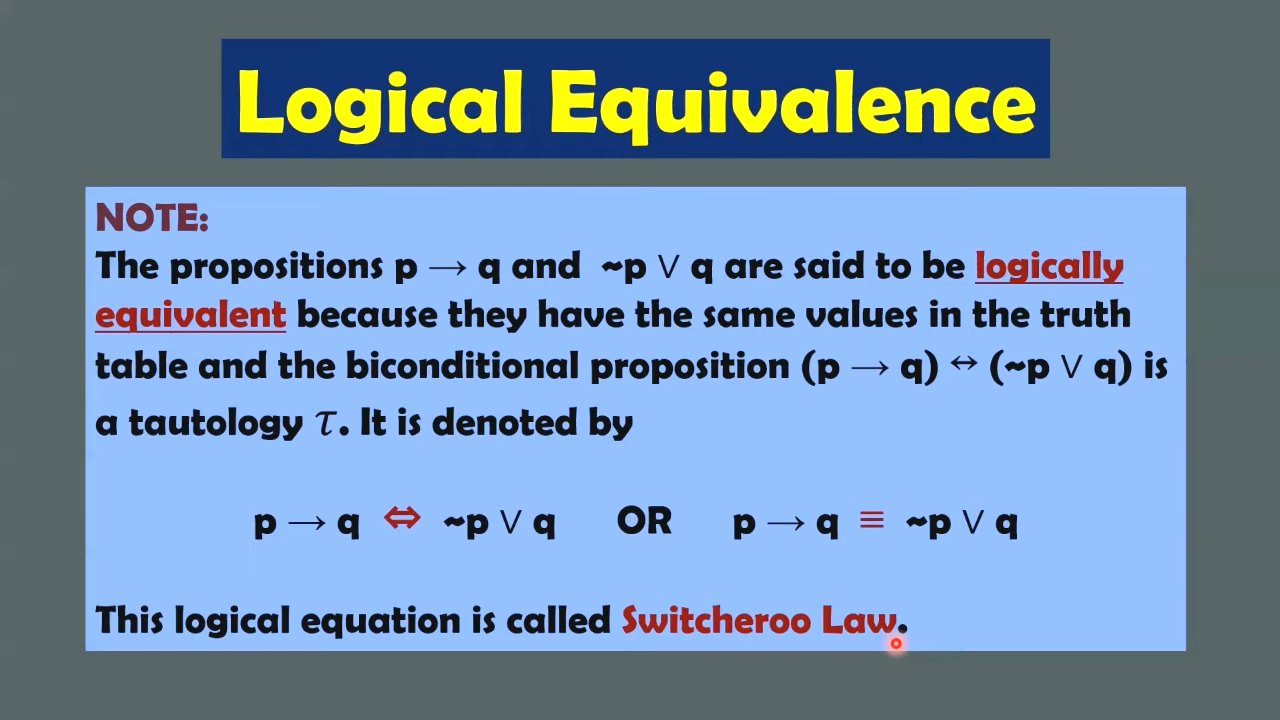 Logical Equivalence
NOTE:
The propositions p → q and ~p ∨ q are said to be logically
equivalent because they have the same values in the truth
table and the biconditional proposition (p → q) ↔ (~p ∨ q) is
a tautology 𝜏. It is denoted by
p → q ⇔ ~p ∨ q OR p → q ≡ ~p ∨ q
This logical equation is called Switcheroo Law.